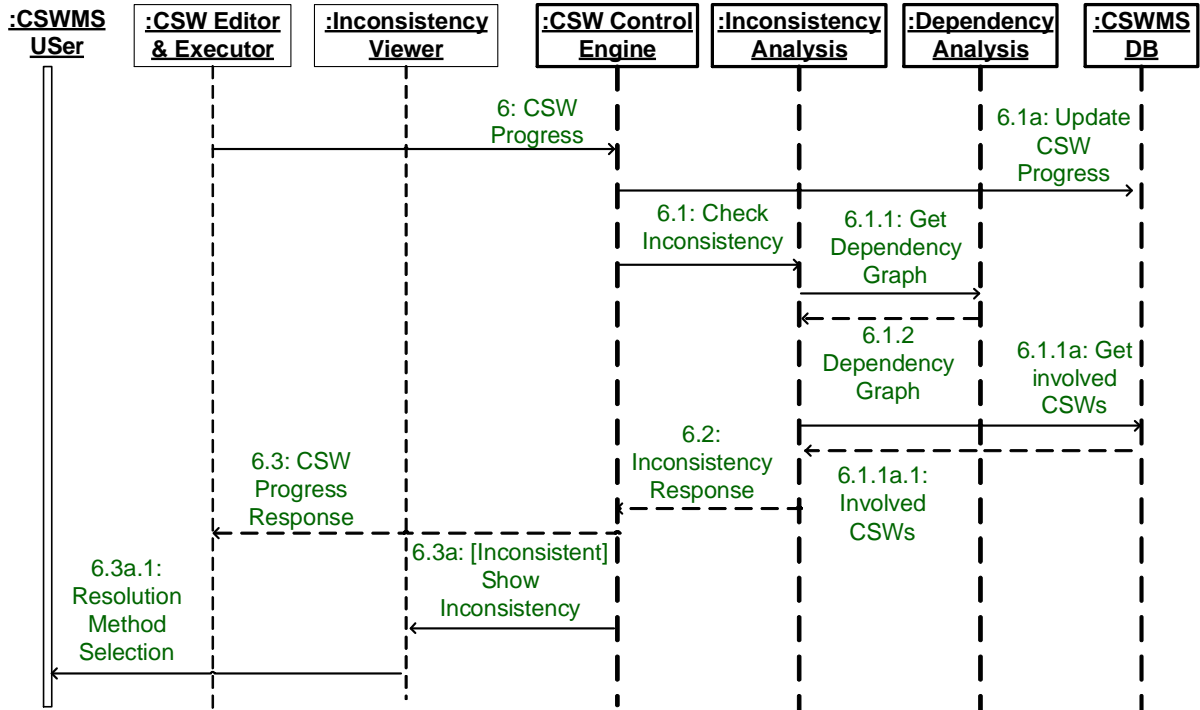 :CSWMS
USer
:CSW Editor
& Executor
:Inconsistency
Viewer
:CSW Control
Engine
:Inconsistency
Analysis
:Dependency
Analysis
:CSWMS
DB
6: CSW
Progress
6.1a: Update
CSW
Progress
6.1: Check
Inconsistency
6.1.1: Get
Dependency
Graph
6.1.2
Dependency
Graph
6.1.1a: Get
involved
CSWs
6.2:
Inconsistency
Response
6.1.1a.1:
Involved
CSWs
6.3: CSW
Progress
Response
6.3a: [Inconsistent]
Show
Inconsistency
6.3a.1:
Resolution
Method
Selection